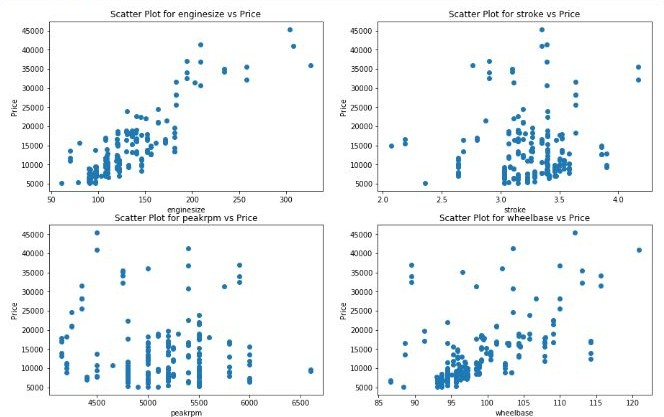 Scatter Plot for enginesize vs Price
Price
45000
40000
35000
30000
25000
20000
15000
10000
5000
50 100 150 200 250 300
enginesize
Scatter Plot for stroke vs Price
Price
45000
40000
35000
30000
25000
20000
15000
10000
5000
2.0 2.5 3.0 3.5 4.0
stroke
Scatter Plot for peakrpm vs Price
Price
45000
40000
35000
30000
25000
20000
15000
10000
5000
4500 5000 5500 6000 6500
peakrpm
Scatter Plot for wheelbase vs Price
Price
45000
40000
35000
30000
25000
20000
15000
10000
5000
85 90 95 100 105 110 115 120
wheelbase